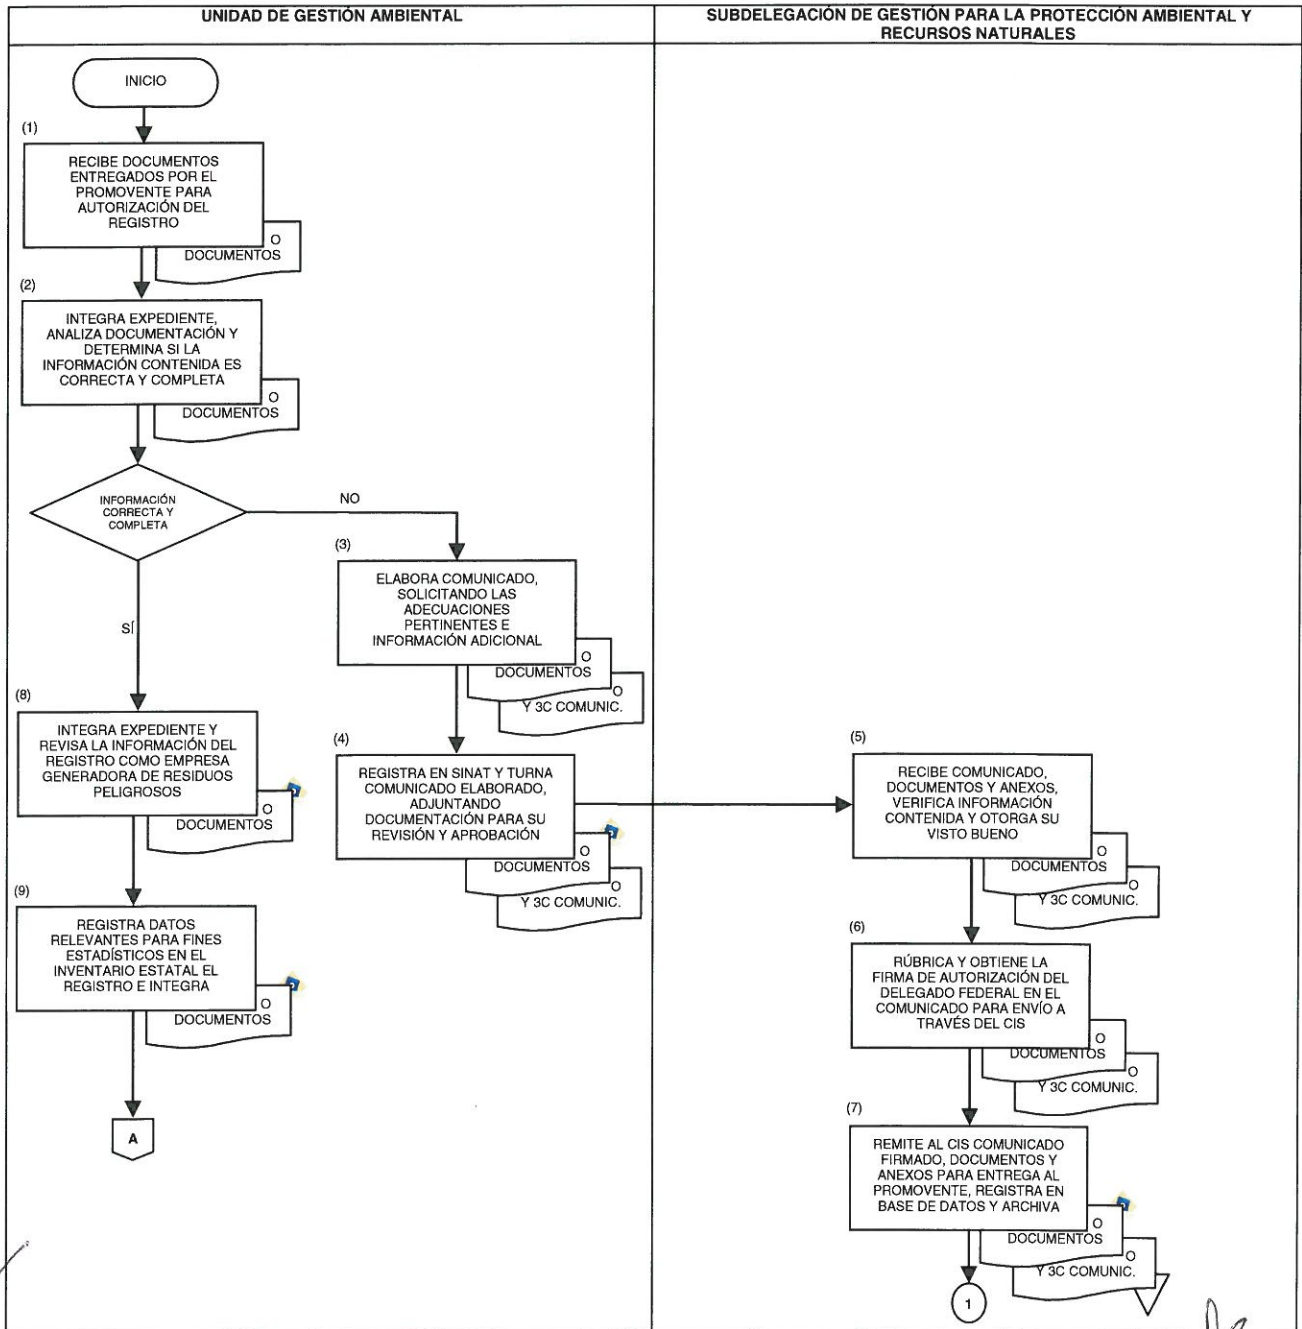 UNIDAD DE GESTIÓN AMBIENTAL
SUBDELEGACIÓN DE GESTIÓN PARA LA PROTECCIÓN AMBIENTAL Y
RECURSOS NATURALES
INICIO
(1)
RECIBE DOCUMENTOS
ENTREGADOS POR EL
PROMOVENTE PARA
AUTORIZACIÓN DEL
REGISTRO
O
DOCUMENTOS
(2)
INTEGRA EXPEDIENTE,
ANALIZA DOCUMENTACIÓN Y
DETERMINA SI LA
INFORMACIÓN CONTENIDA ES
CORRECTA Y COMPLETA
O
DOCUMENTOS
INFORMACIÓN
CORRECTA Y
COMPLETA
NO
SÍ
(3)
ELABORA COMUNICADO,
SOLICITANDO LAS
ADECUACIONES
PERTINENTES E
INFORMACIÓN ADICIONAL
O
DOCUMENTOS
O
Y 3C COMUNIC.
(4)
REGISTRA EN SINAT Y TURNA
COMUNICADO ELABORADO,
ADJUNTANDO
DOCUMENTACIÓN PARA SU
REVISIÓN Y APROBACIÓN
O
DOCUMENTOS
O
Y 3C COMUNIC.
(8)
INTEGRA EXPEDIENTE Y
REVISA LA INFORMACIÓN DEL
REGISTRO COMO EMPRESA
GENERADORA DE RESIDUOS
PELIGROSOS
O
DOCUMENTOS
(9)
REGISTRA DATOS
RELEVANTES PARA FINES
ESTADÍSTICOS EN EL
INVENTARIO ESTATAL EL
REGISTRO E INTEGRA
O
DOCUMENTOS
A
(5)
RECIBE COMUNICADO,
DOCUMENTOS Y ANEXOS,
VERIFICA INFORMACIÓN
CONTENIDA Y OTORGA SU
VISTO BUENO
O
DOCUMENTOS
O
Y 3C COMUNIC.
(6)
RÚBRICA Y OBTIENE LA
FIRMA DE AUTORIZACIÓN DEL
DELEGADO FEDERAL EN EL
COMUNICADO PARA ENVÍO A
TRAVÉS DEL CIS
O
DOCUMENTOS
O
Y 3C COMUNIC.
(7)
REMITE AL CIS COMUNICADO
FIRMADO, DOCUMENTOS Y
ANEXOS PARA ENTREGA AL
PROMOVENTE, REGISTRA EN
BASE DE DATOS Y ARCHIVA
O
DOCUMENTOS
O
Y 3C COMUNIC.
1